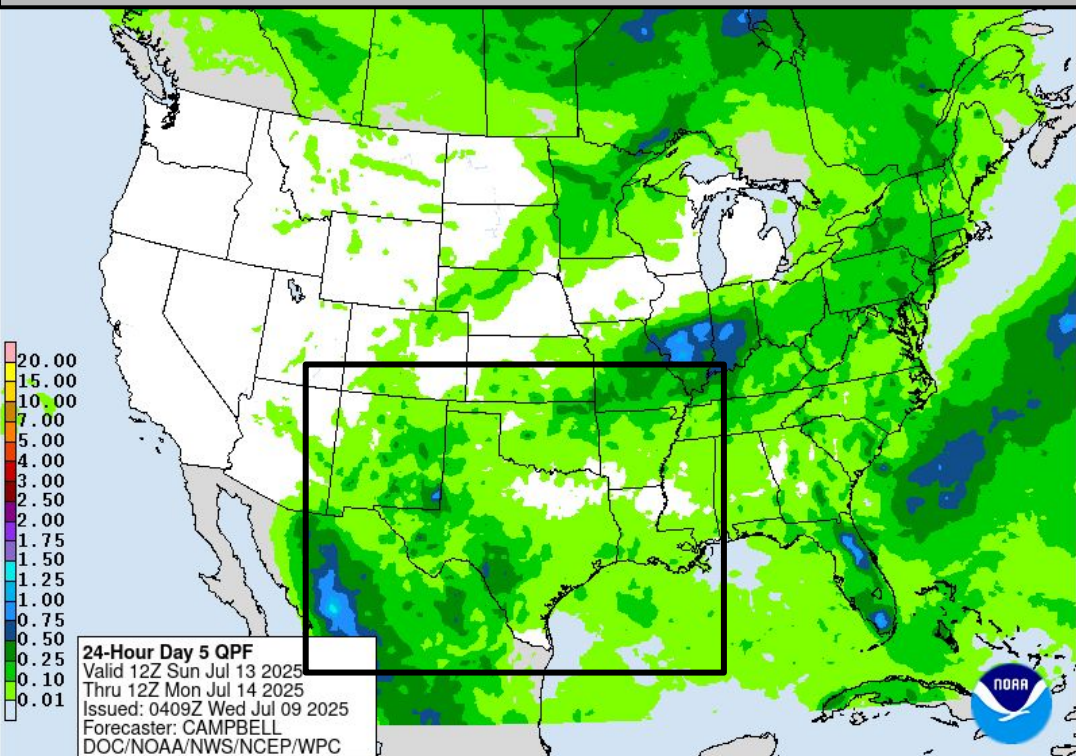 20.00
15.00
10.00
7.00
5.00
4.00
3.00
2.50
2.00
1.75
1.50
1.25
1.00
0.75
0.50
0.25
0.10
0.01
24-Hour Day 5 QPF
Valid 12Z Sun Jul 13 2025
Thru 12Z Mon Jul 14 2025
Issued: 0409Z Wed Jul 09 2025
Forecaster: CAMPBELL
DOC/NOAA/NWS/NCEP/WPC
NOAA